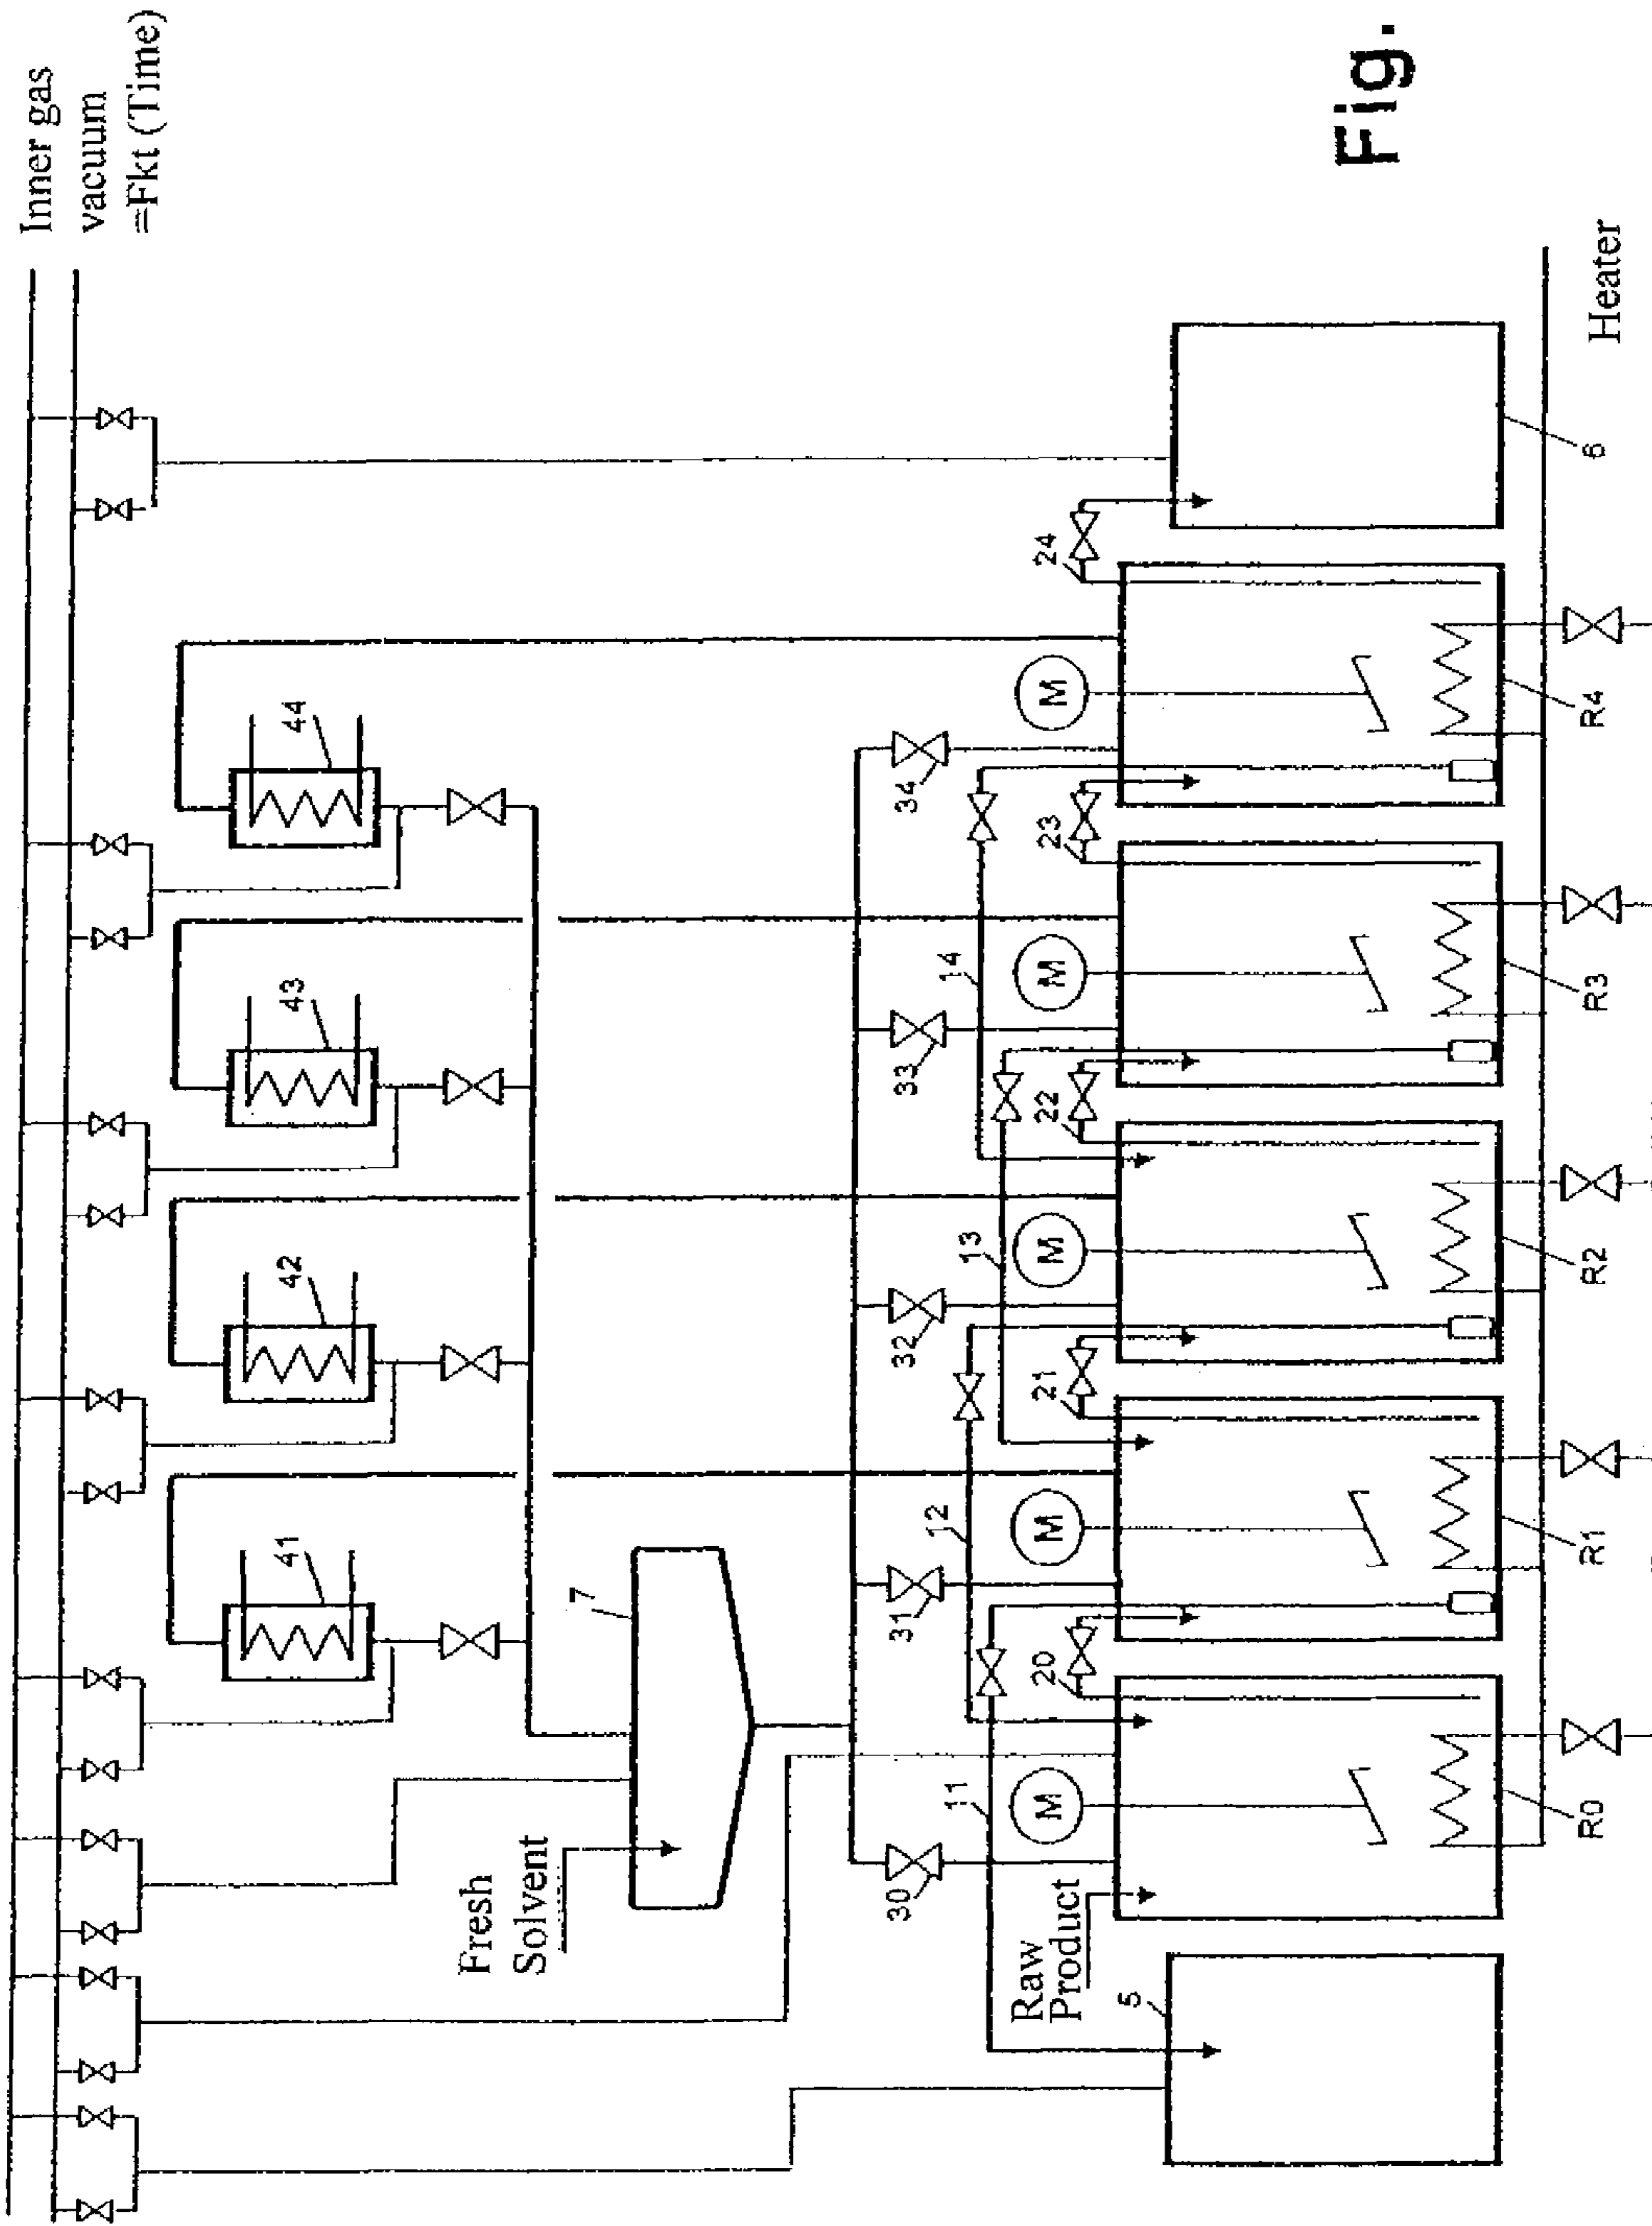 Inner gas
vacuum
=Fkt (Time)
Fig.
44
43
42
41
7
Fresh
Solvent
34
33
32
31
30
14
13
12
11
24
23
22
21
20
M
M
M
M
M
Raw
Product
5
6
R4
R3
R2
R1
R0
Heater